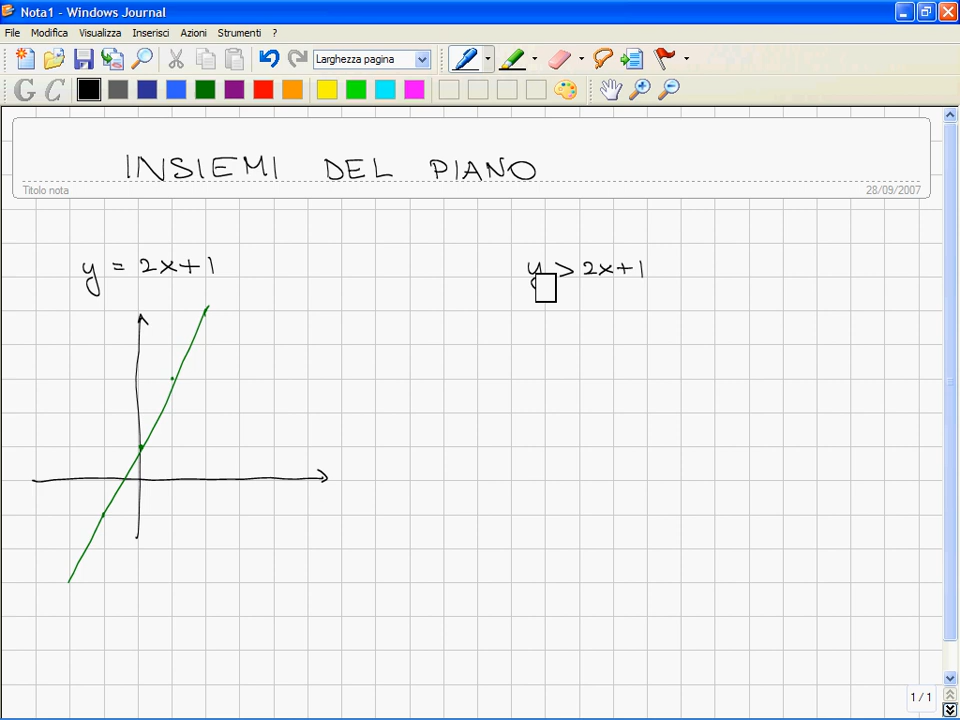 Nota1 - Windows Journal
File Modifica Visualizza Inserisci Azioni Strumenti ?
Larghezza pagina
G C
INSIEMI DEL PIANO
Titolo nota 28/09/2007
y = 2x+1 y > 2x+1
1 / 1